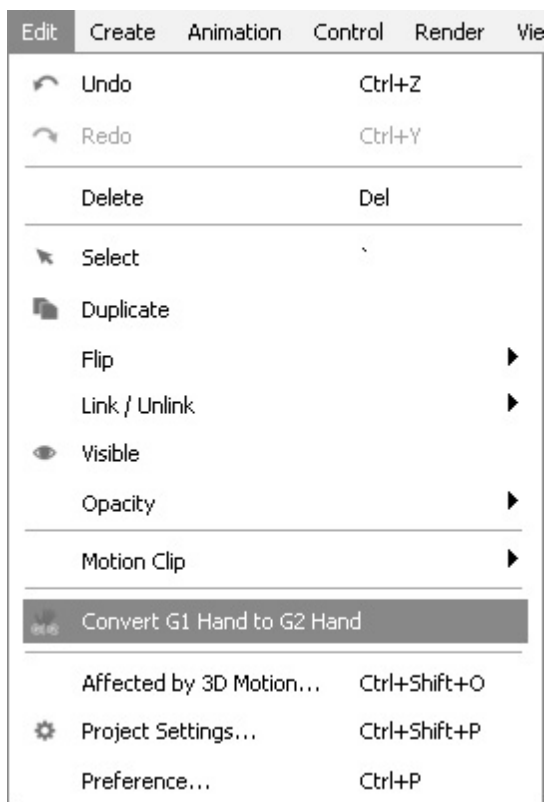 Edit Create Animation Control Render Vie
Undo Ctrl+Z
Redo Ctrl+Y
Delete Del
Select `
Duplicate
Flip
Link / Unlink
Visible
Opacity
Motion Clip
Convert G1 Hand to G2 Hand
Affected by 3D Motion... Ctrl+Shift+O
Project Settings... Ctrl+Shift+P
Preference... Ctrl+P